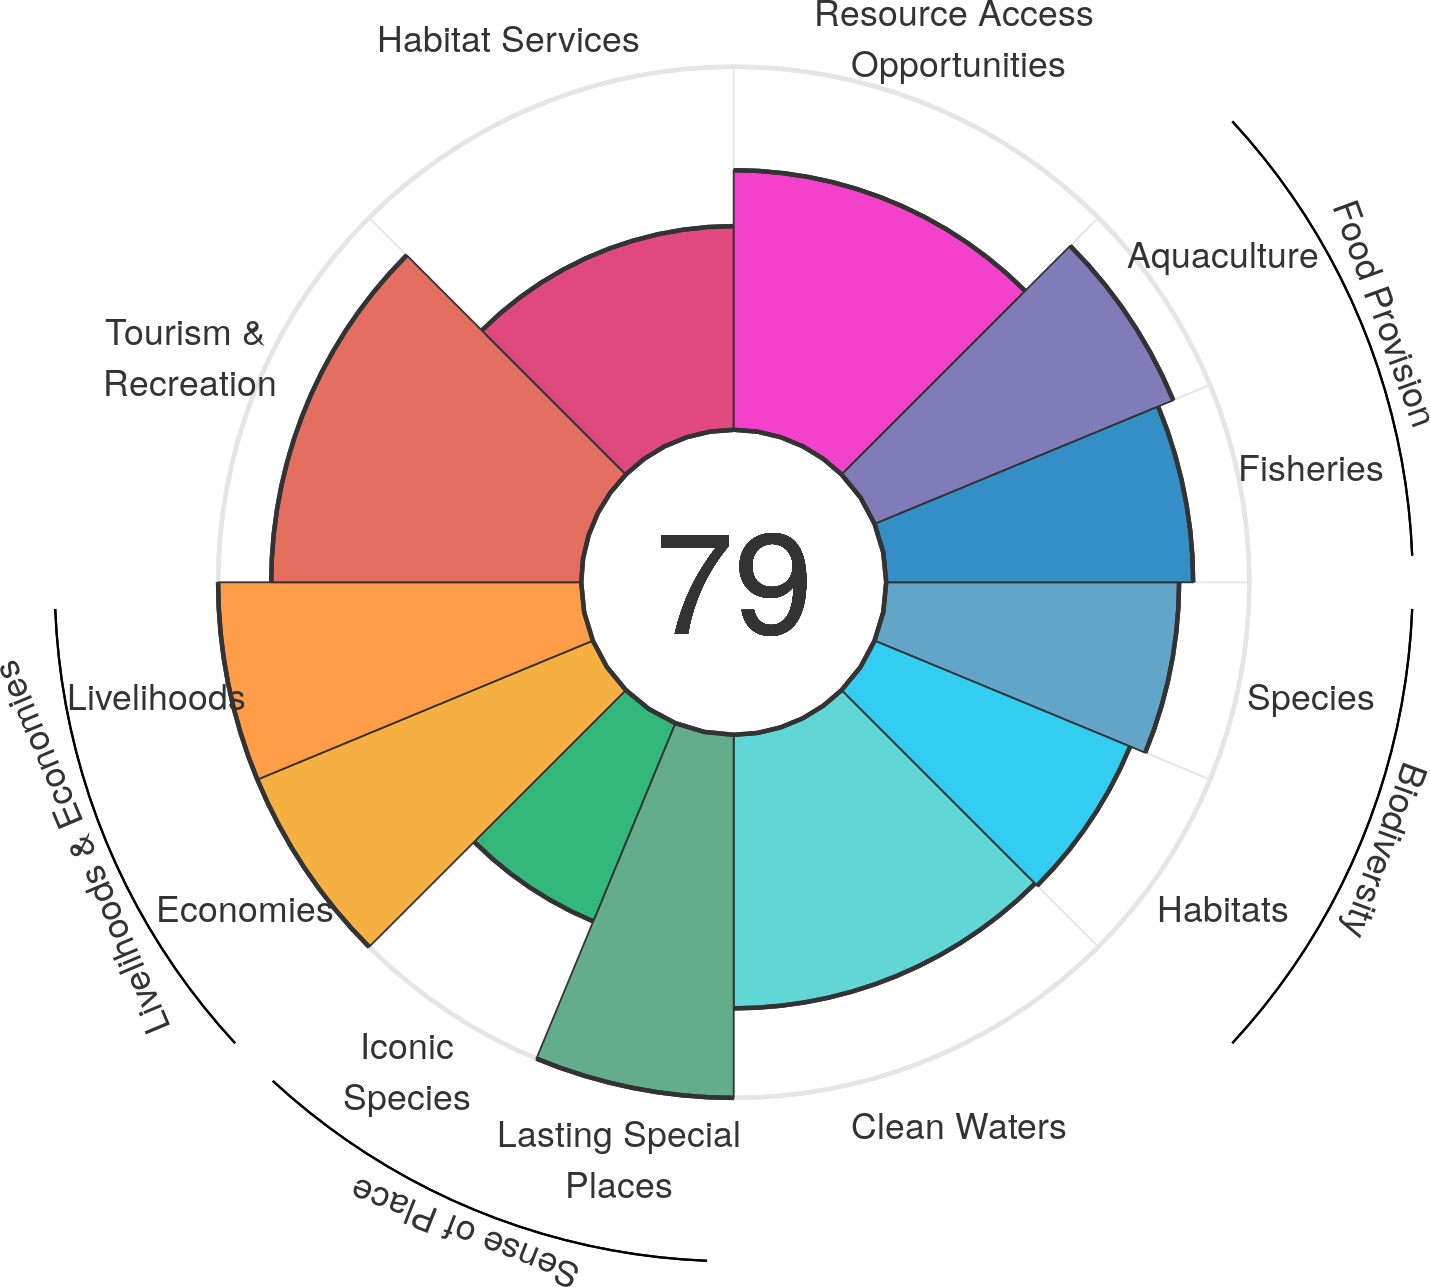 Resource Access
Opportunities
Habitat Services
Aquaculture
Food Provision
Tourism &
Recreation
Fisheries
79
Livelihoods
Species
Livelihoods & Economies
Biodiversity
Economies
Habitats
Iconic
Species
Lasting Special
Places
Clean Waters
Sense of Place